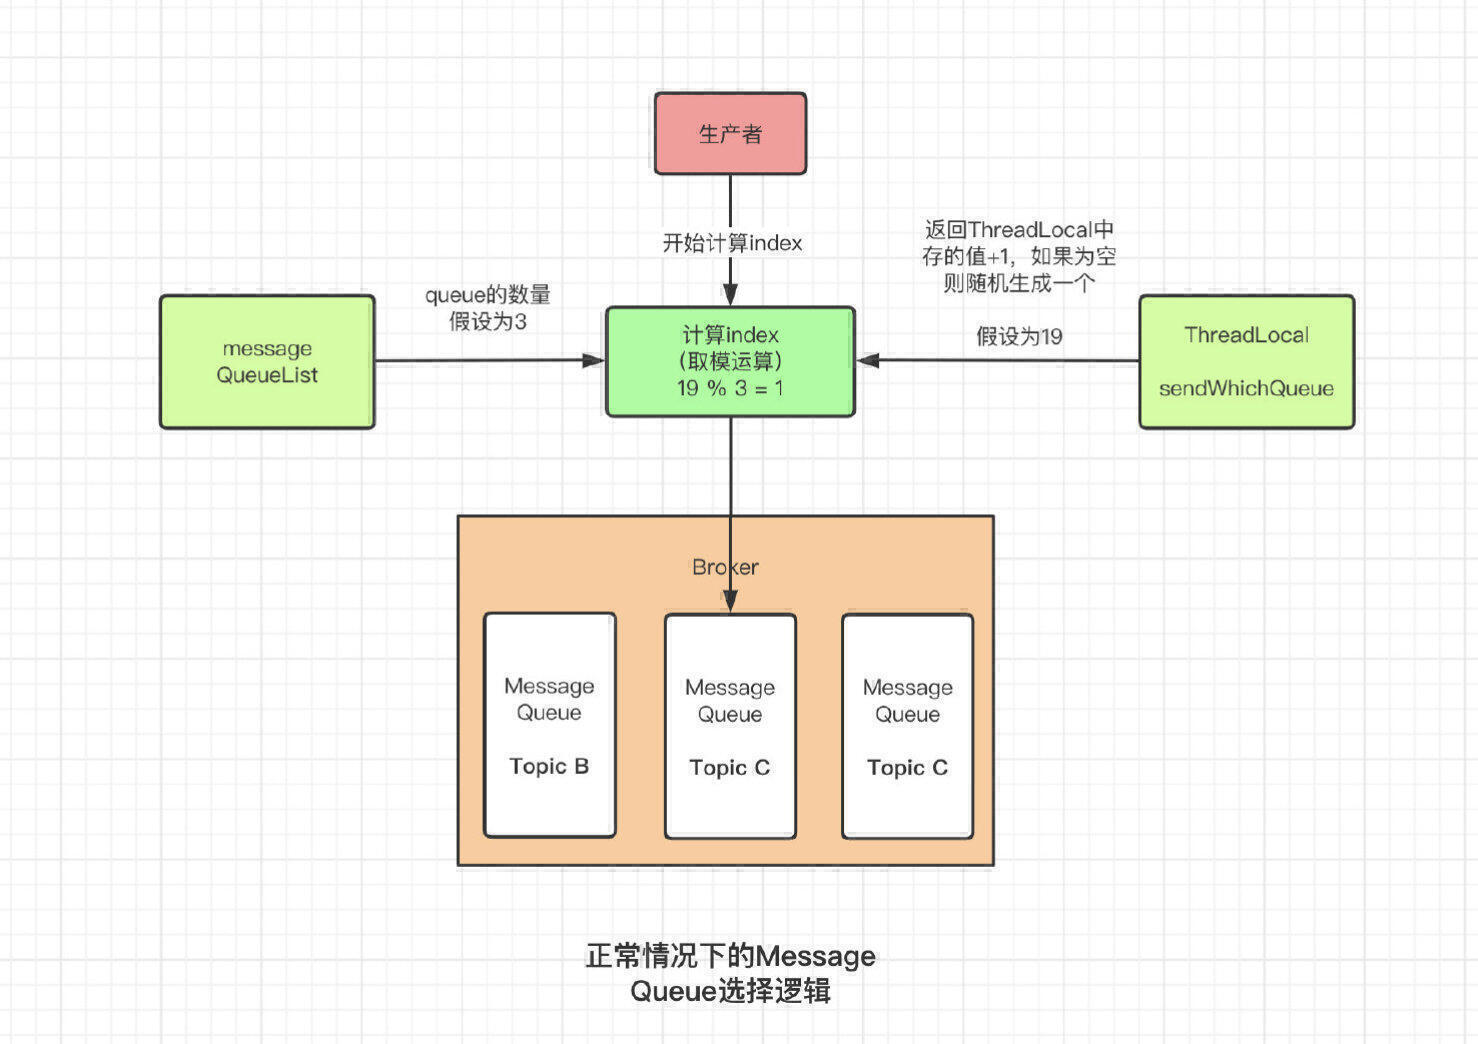 生产者
开始计算index
返回ThreadLocal中
存的值+1，如果为空
则随机生成一个
queue的数量
假设为3
假设为19
message
QueueList
计算index
（取模运算）
19 % 3 = 1
ThreadLocal
sendWhichQueue
Broker
Message
Queue
Topic B
Message
Queue
Topic C
Message
Queue
Topic C
正常情况下的Message
Queue选择逻辑